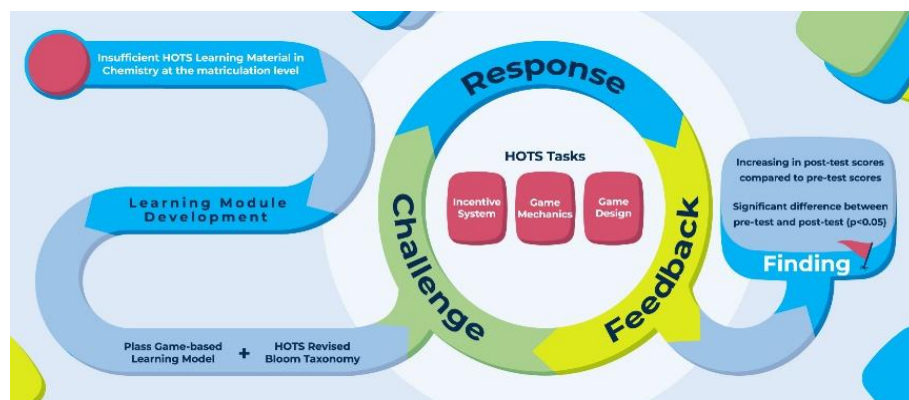 Insufficient HOTS Learning Material in
Chemistry at the matriculation level
Learning Module
Development
Plass Game-based
Learning Model
+
HOTS Revised
Bloom Taxonomy
Challenge
Response
Feedback
HOTS Tasks
Incentive
System
Game
Mechanics
Game
Design
Increasing in post-test scores
compared to pre-test scores
Significant difference between
pre-test and post-test (p<0.05)
Finding